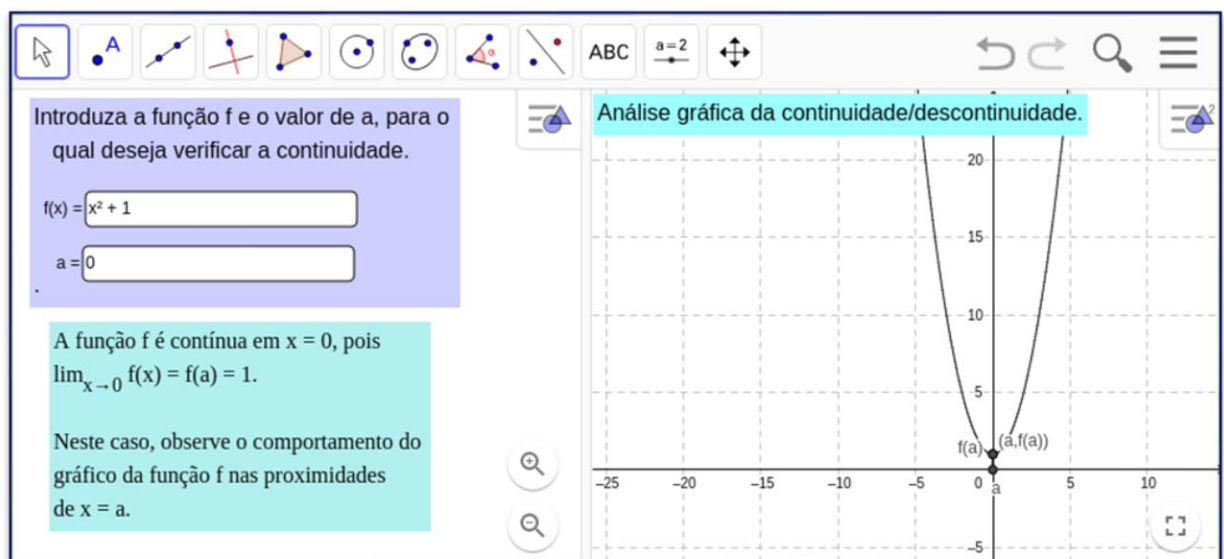 A
α
ABC
a=2
Introduza a função f e o valor de a, para o
qual deseja verificar a continuidade.
f(x) = x² + 1
a = 0
.
A função f é contínua em x = 0, pois
lim x→0 f(x) = f(a) = 1.
Neste caso, observe o comportamento do
gráfico da função f nas proximidades
de x = a.
Análise gráfica da continuidade/descontinuidade.
2
20
15
10
5
f(a)
(a,f(a))
−25
−20
−15
−10
−5
0
a
5
10
−5